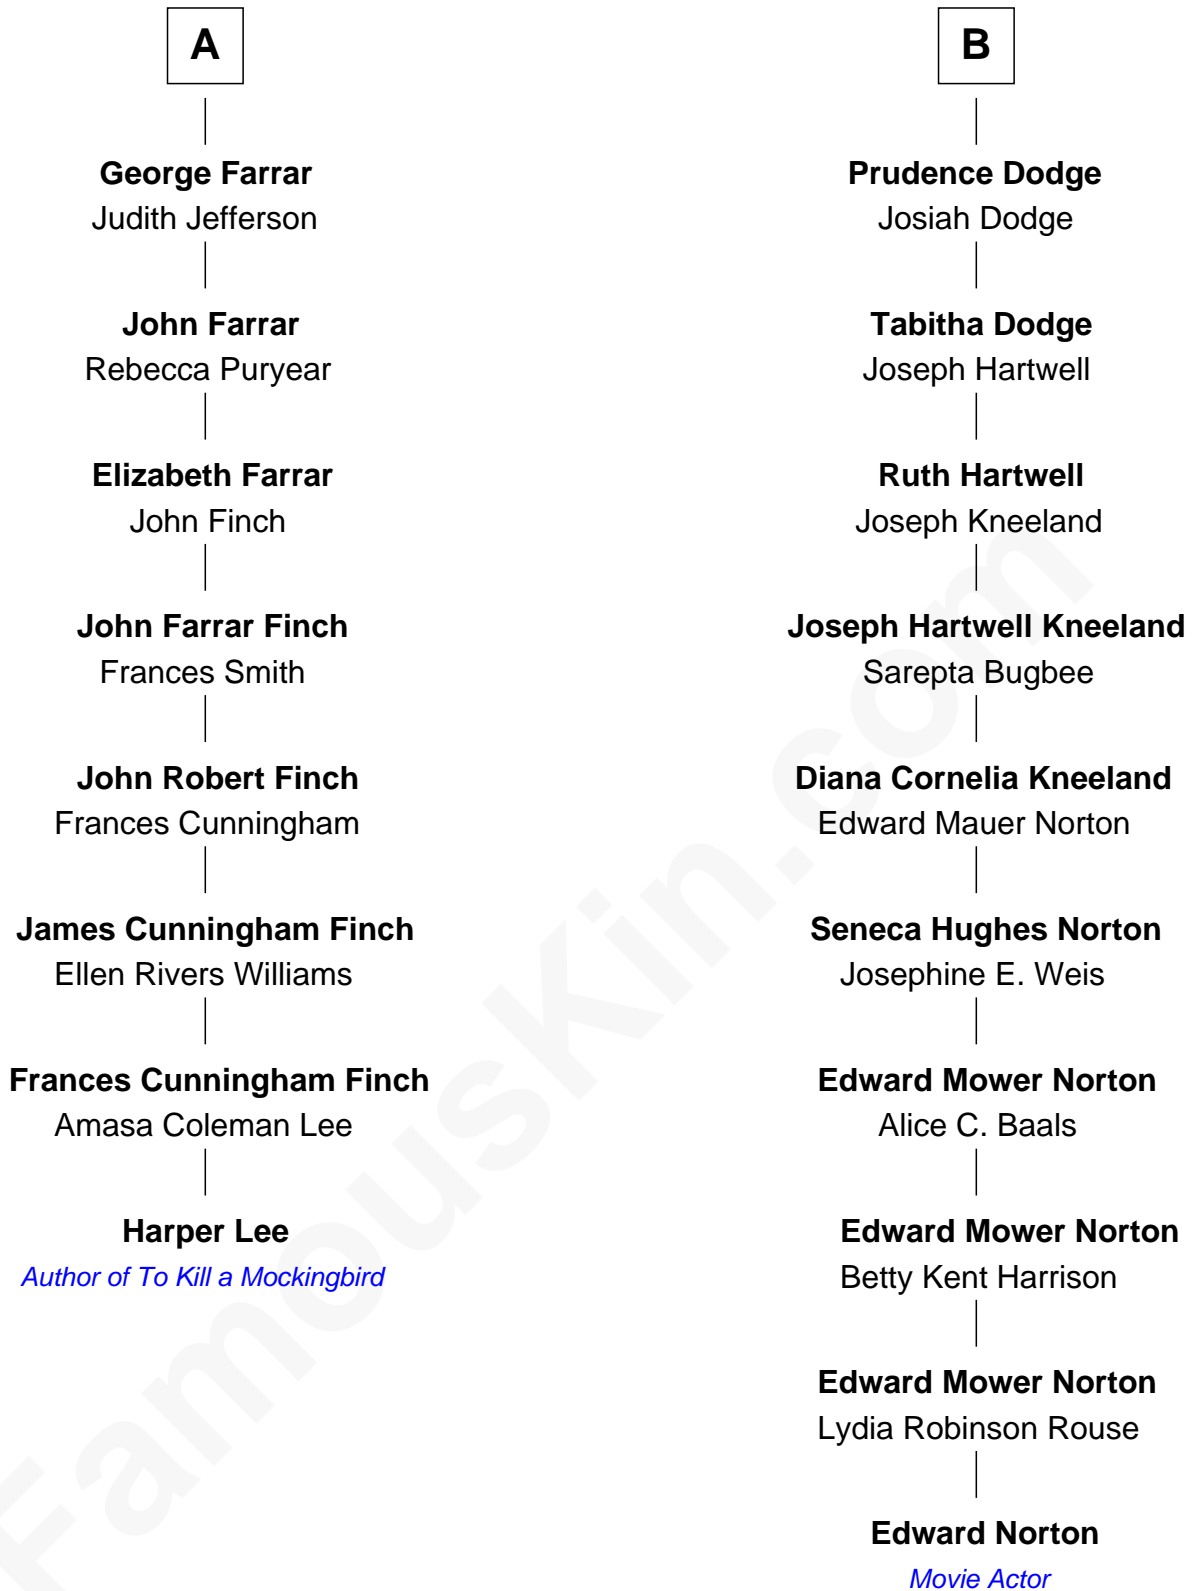 A
George Farrar
Judith Jefferson
John Farrar
Rebecca Puryear
Elizabeth Farrar
John Finch
John Farrar Finch
Frances Smith
John Robert Finch
Frances Cunningham
James Cunningham Finch
Ellen Rivers Williams
Frances Cunningham Finch
Amasa Coleman Lee
Harper Lee
Author of To Kill a Mockingbird
B
Prudence Dodge
Josiah Dodge
Tabitha Dodge
Joseph Hartwell
Ruth Hartwell
Joseph Kneeland
Joseph Hartwell Kneeland
Sarepta Bugbee
Diana Cornelia Kneeland
Edward Mauer Norton
Seneca Hughes Norton
Josephine E. Weis
Edward Mower Norton
Alice C. Baals
Edward Mower Norton
Betty Kent Harrison
Edward Mower Norton
Lydia Robinson Rouse
Edward Norton
Movie Actor
FamousKin.com